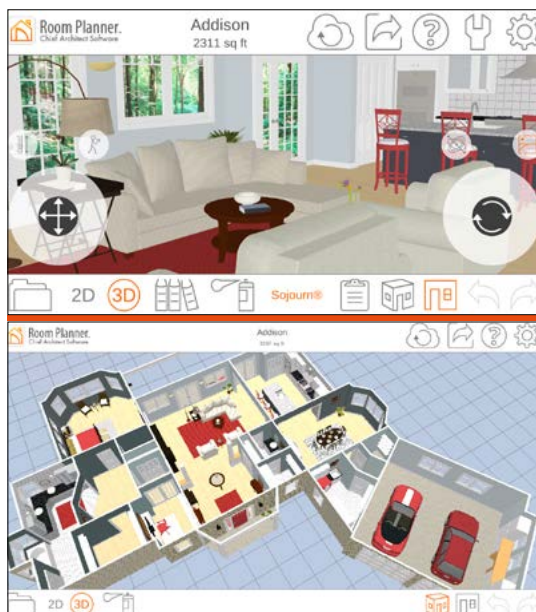 Room Planner.
Chief Architect Software
Addison
2311 sq ft
2D 3D Sojourn®
Room Planner.
Chief Architect Software
Addison
2D 3D